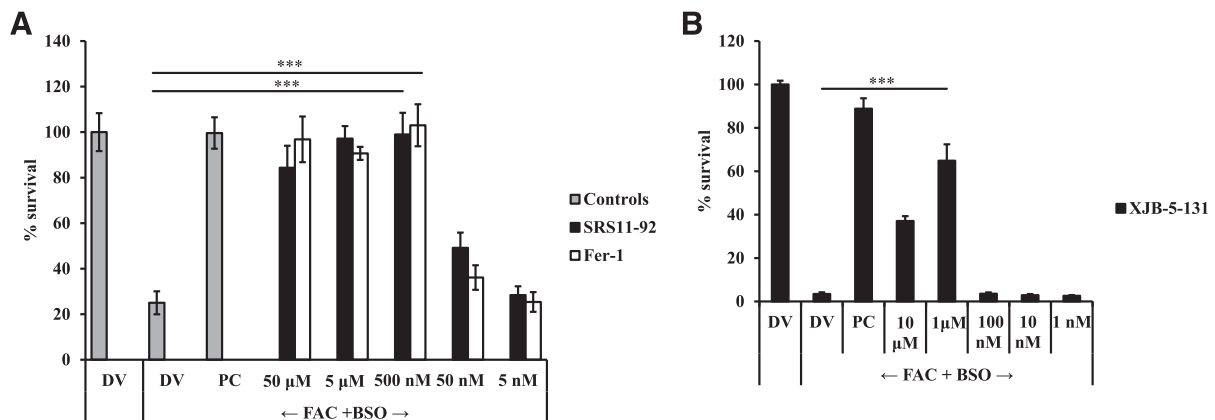 A
B
140
120
100
80
60
40
20
0
% survival
***
***
DV DV PC 50 µM 5 µM 500 nM 50 nM 5 nM
← FAC +BSO →
Controls
SRS11-92
Fer-1
120
100
80
60
40
20
0
% survival
***
DV DV PC 10 µM 1µM 100 nM 10 nM 1 nM
← FAC + BSO →
XJB-5-131